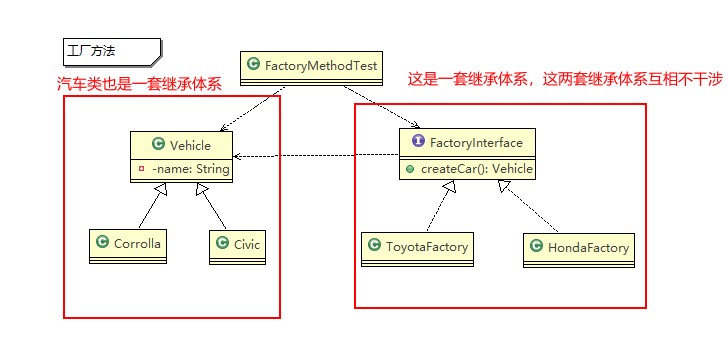 工厂方法
FactoryMethodTest
汽车类也是一套继承体系
这是一套继承体系，这两套继承体系互相不干涉
Vehicle
-name: String
FactoryInterface
createCar(): Vehicle
Corrolla
Civic
ToyotaFactory
HondaFactory